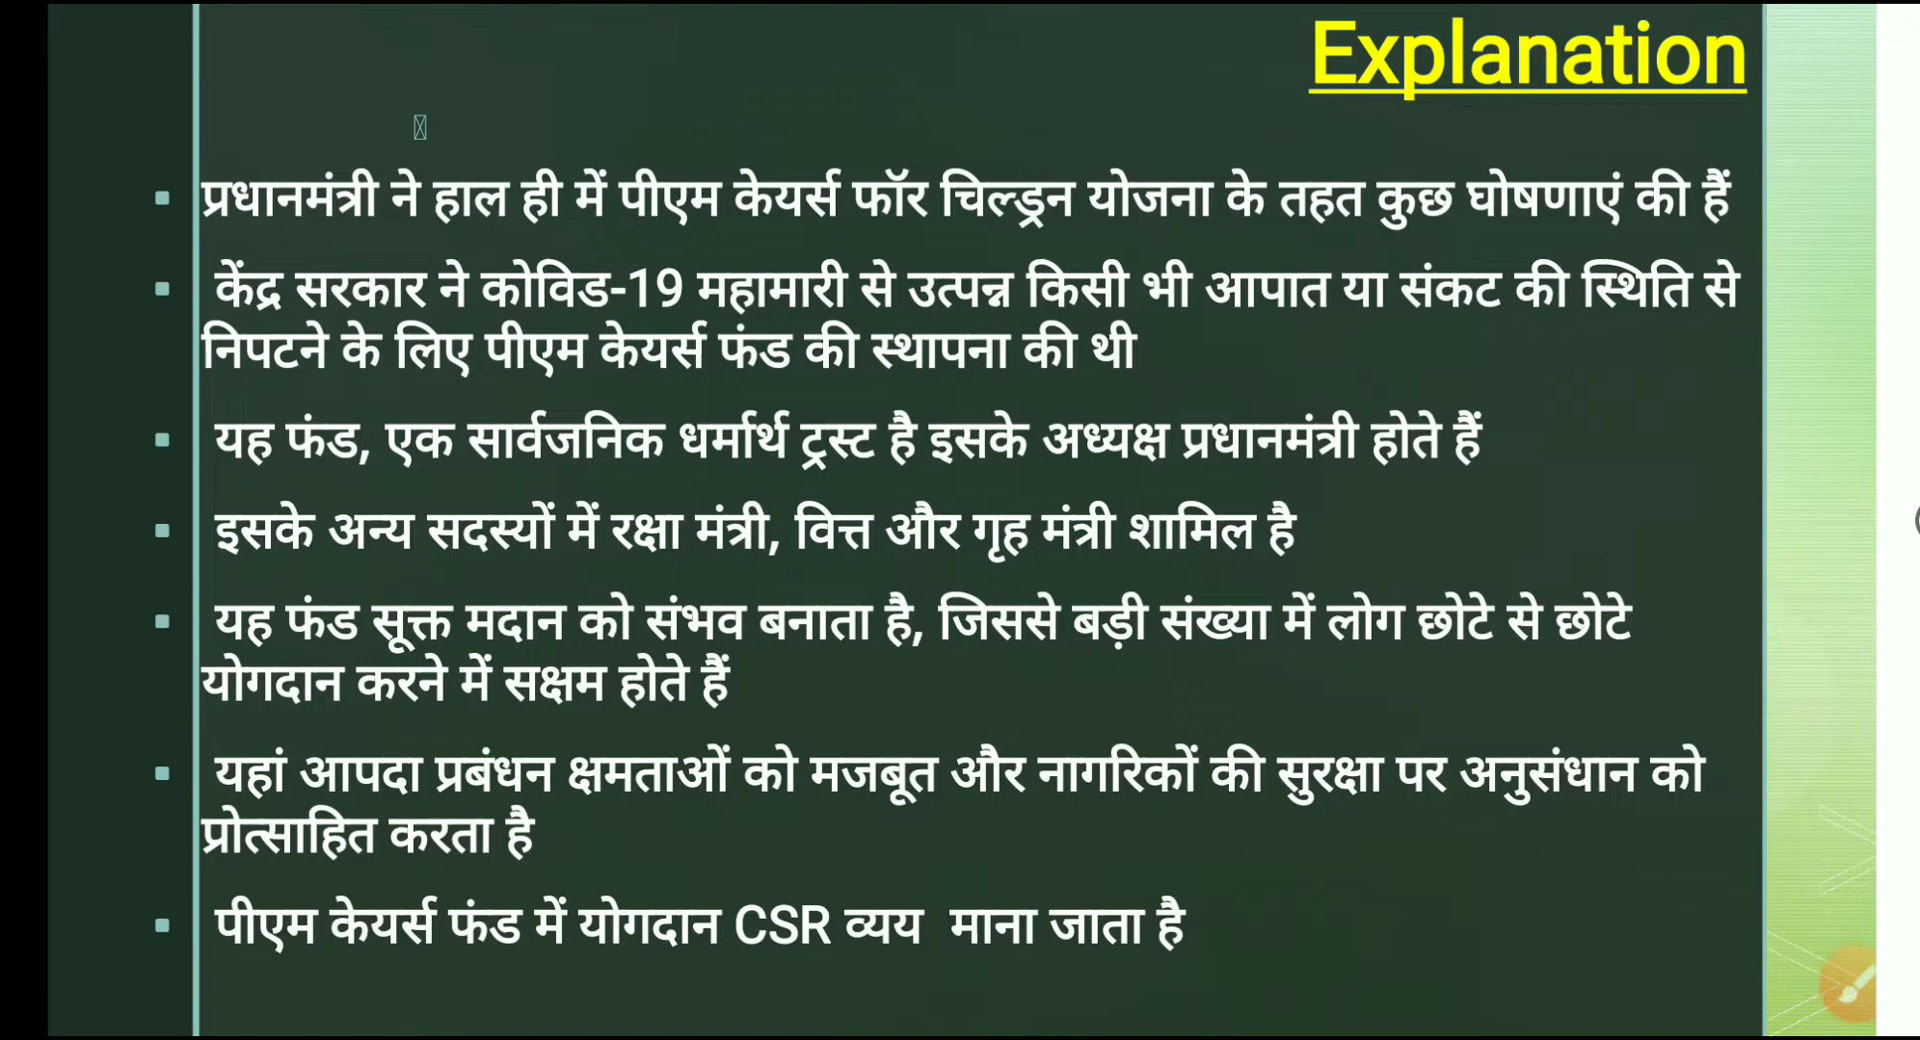 Explanation
प्रधानमंत्री ने हाल ही में पीएम केयर्स फॉर चिल्ड्रन योजना के तहत कुछ घोषणाएं की हैं
केंद्र सरकार ने कोविड-19 महामारी से उत्पन्न किसी भी आपात या संकट की स्थिति से
निपटने के लिए पीएम केयर्स फंड की स्थापना की थी
यह फंड, एक सार्वजनिक धर्मार्थ ट्रस्ट है इसके अध्यक्ष प्रधानमंत्री होते हैं
इसके अन्य सदस्यों में रक्षा मंत्री, वित्त और गृह मंत्री शामिल है
यह फंड सूक्त मदान को संभव बनाता है, जिससे बड़ी संख्या में लोग छोटे से छोटे
योगदान करने में सक्षम होते हैं
यहां आपदा प्रबंधन क्षमताओं को मजबूत और नागरिकों की सुरक्षा पर अनुसंधान को
प्रोत्साहित करता है
पीएम केयर्स फंड में योगदान CSR व्यय  माना जाता है